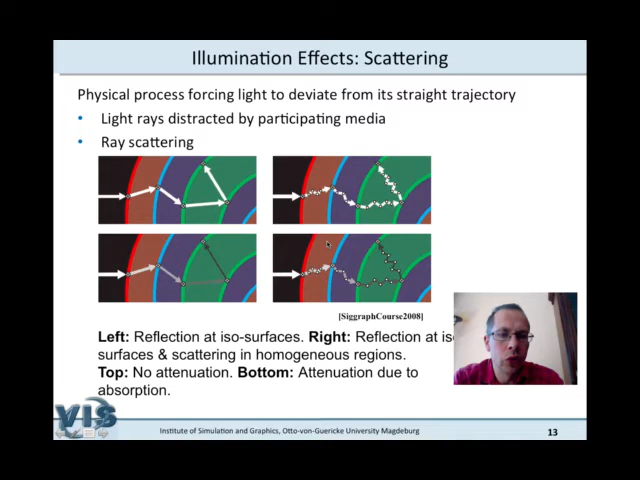 Illumination Effects: Scattering
Physical process forcing light to deviate from its straight trajectory
• Light rays distracted by participating media
• Ray scattering
[SiggraphCourse2008]
Left: Reflection at iso-surfaces. Right: Reflection at is
surfaces & scattering in homogeneous regions.
Top: No attenuation. Bottom: Attenuation due to
absorption.
VIS
Institute of Simulation and Graphics, Otto-von-Guericke University Magdeburg
13